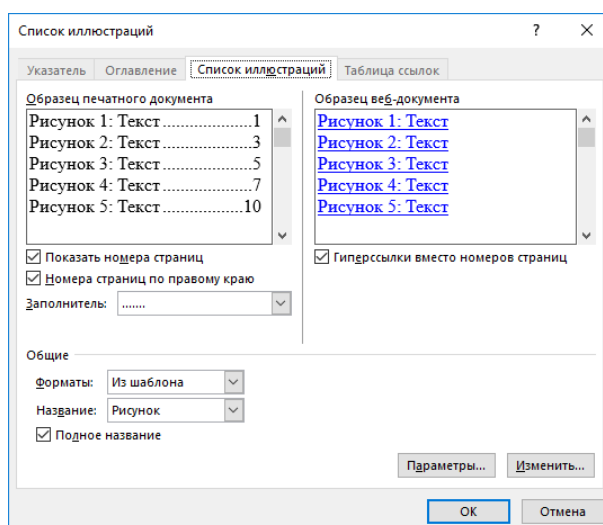 Список иллюстраций
Указатель Оглавление Список иллюстраций Таблица ссылок
Образец печатного документа
Рисунок 1: Текст....................1
Рисунок 2: Текст....................3
Рисунок 3: Текст....................5
Рисунок 4: Текст....................7
Рисунок 5: Текст..................10
Показать номера страниц
Номера страниц по правому краю
Заполнитель: .......
Образец веб-документа
Рисунок 1: Текст
Рисунок 2: Текст
Рисунок 3: Текст
Рисунок 4: Текст
Рисунок 5: Текст
Гиперссылки вместо номеров страниц
Общие
Форматы: Из шаблона
Название: Рисунок
Полное название
Параметры... Изменить...
ОК Отмена